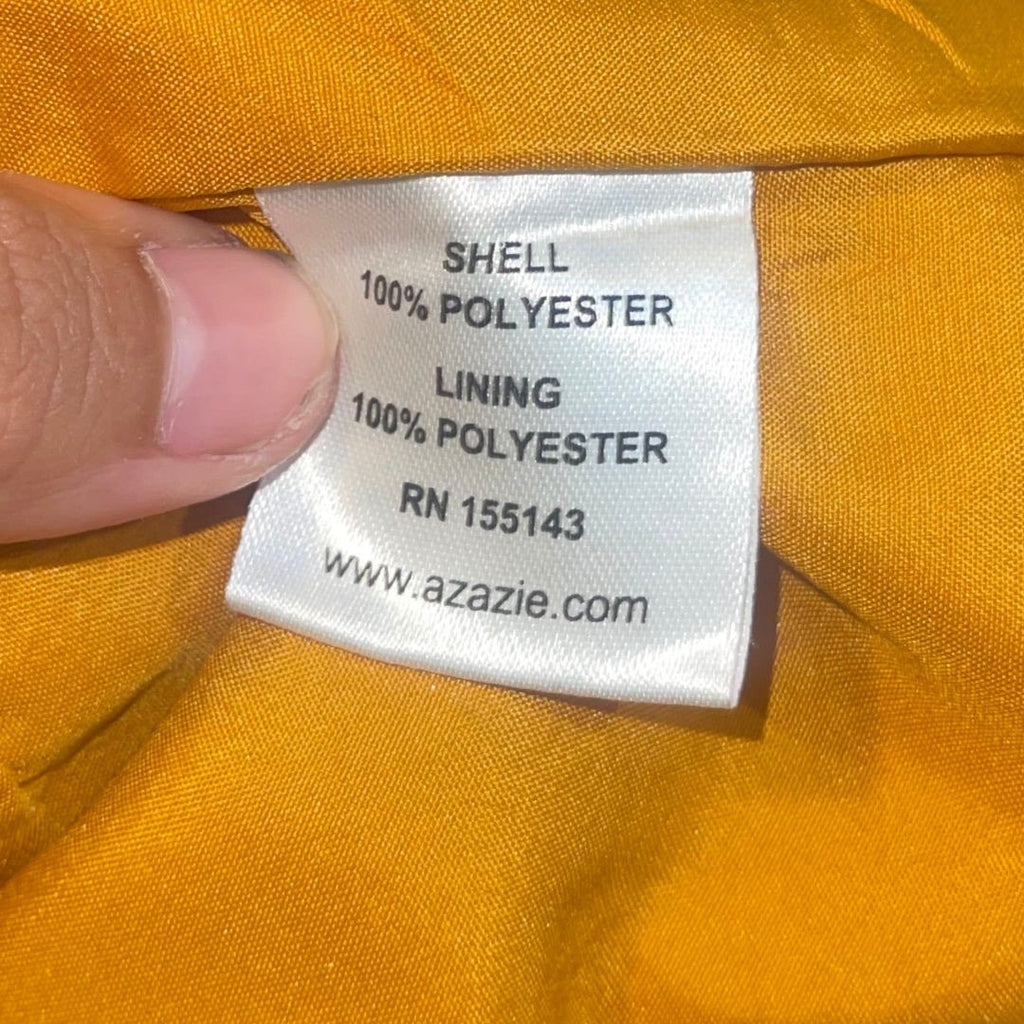 SHELL
100% POLYESTER
LINING
100% POLYESTER
RN 155143
www.azazie.com